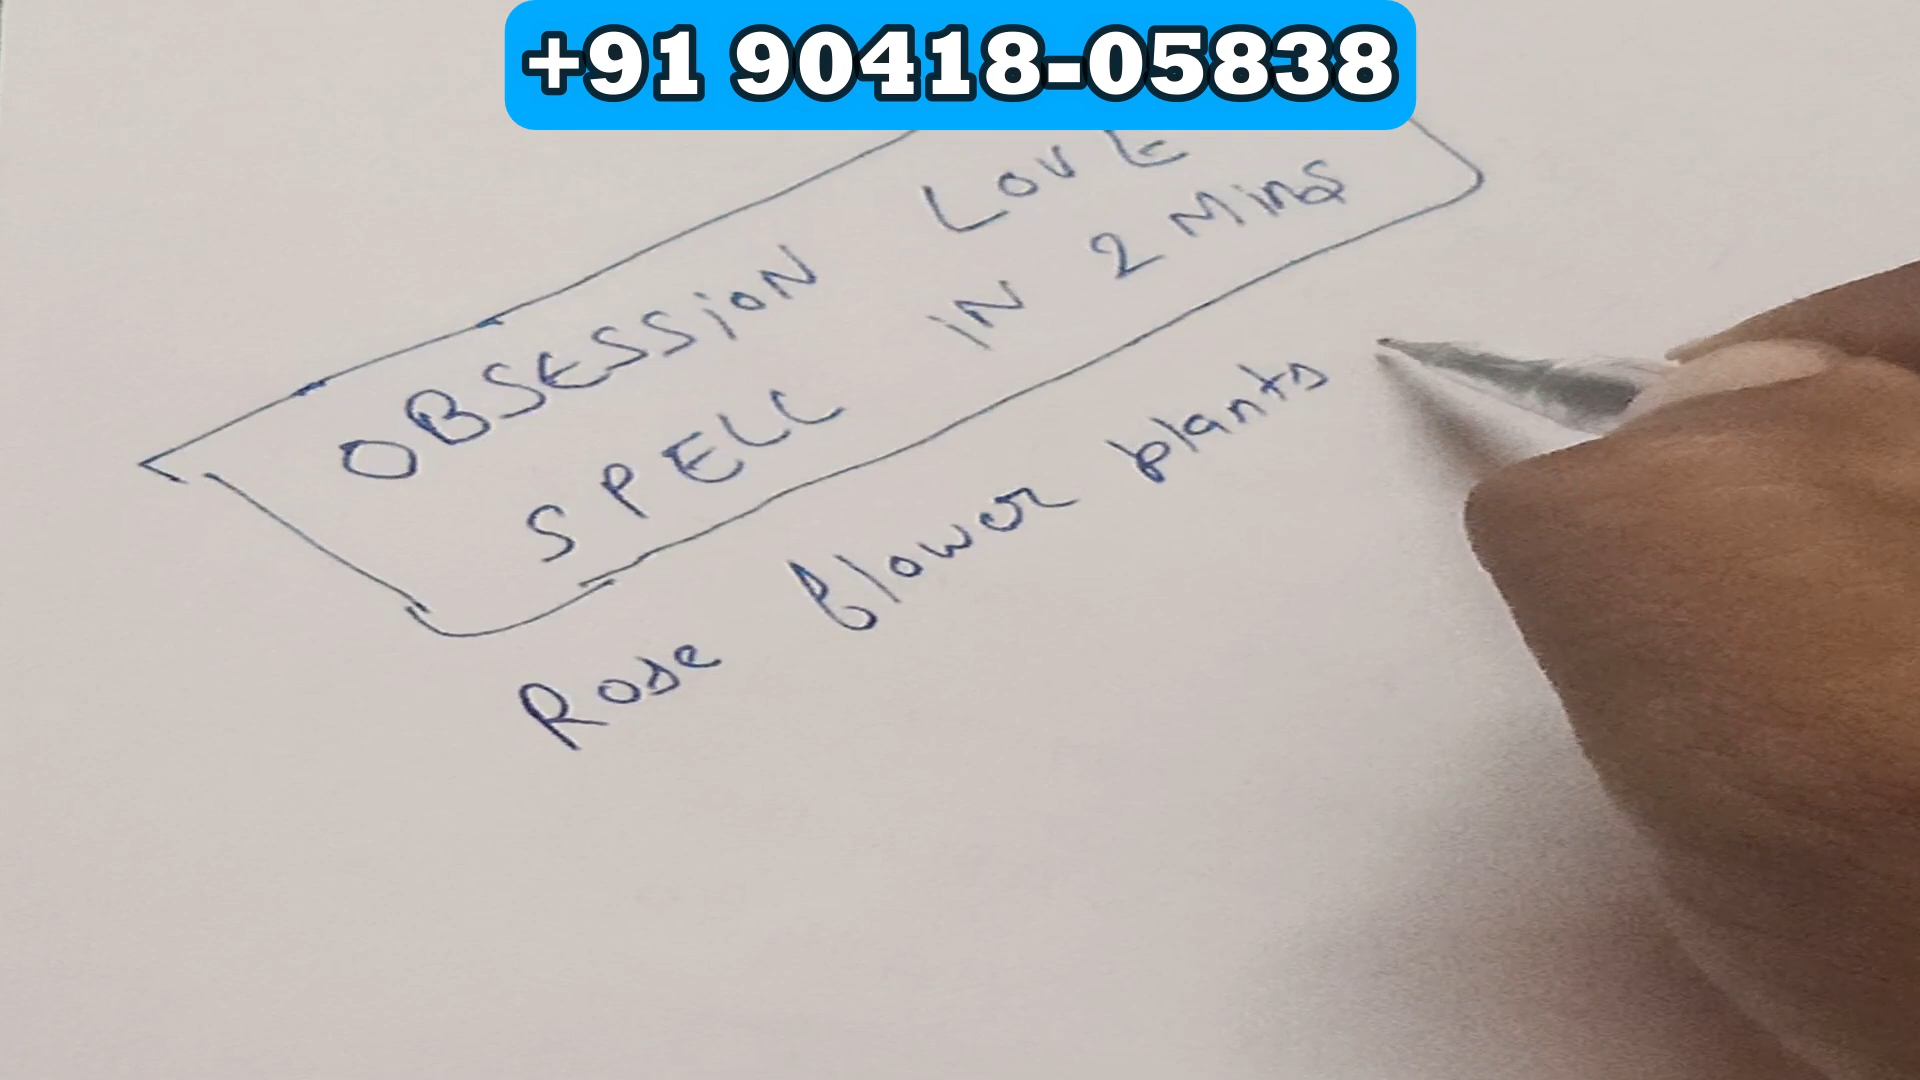 +91 90418-05838
OBSESSION LOVE
SPELL IN 2 Mins
Rose flower plants